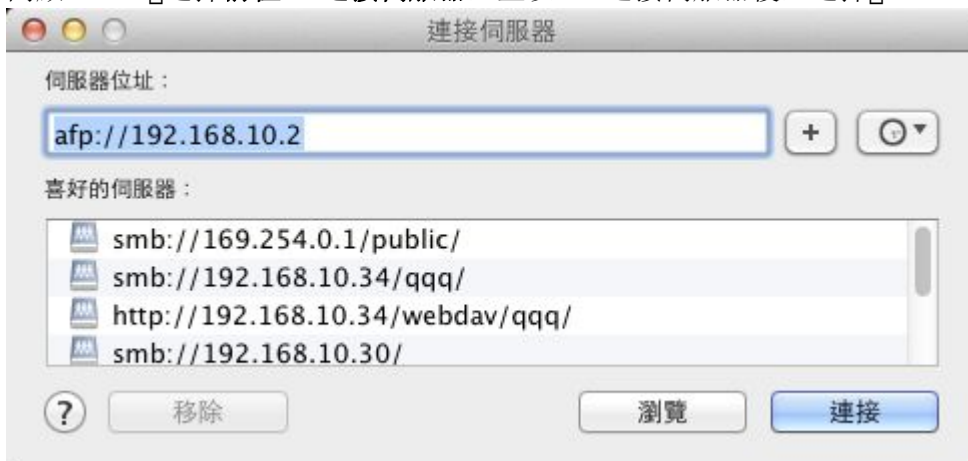 連接伺服器
伺服器位址：
afp://192.168.10.2
+
喜好的伺服器：
smb://169.254.0.1/public/
smb://192.168.10.34/qqq/
http://192.168.10.34/webdav/qqq/
smb://192.168.10.30/
?
移除
瀏覽
連接